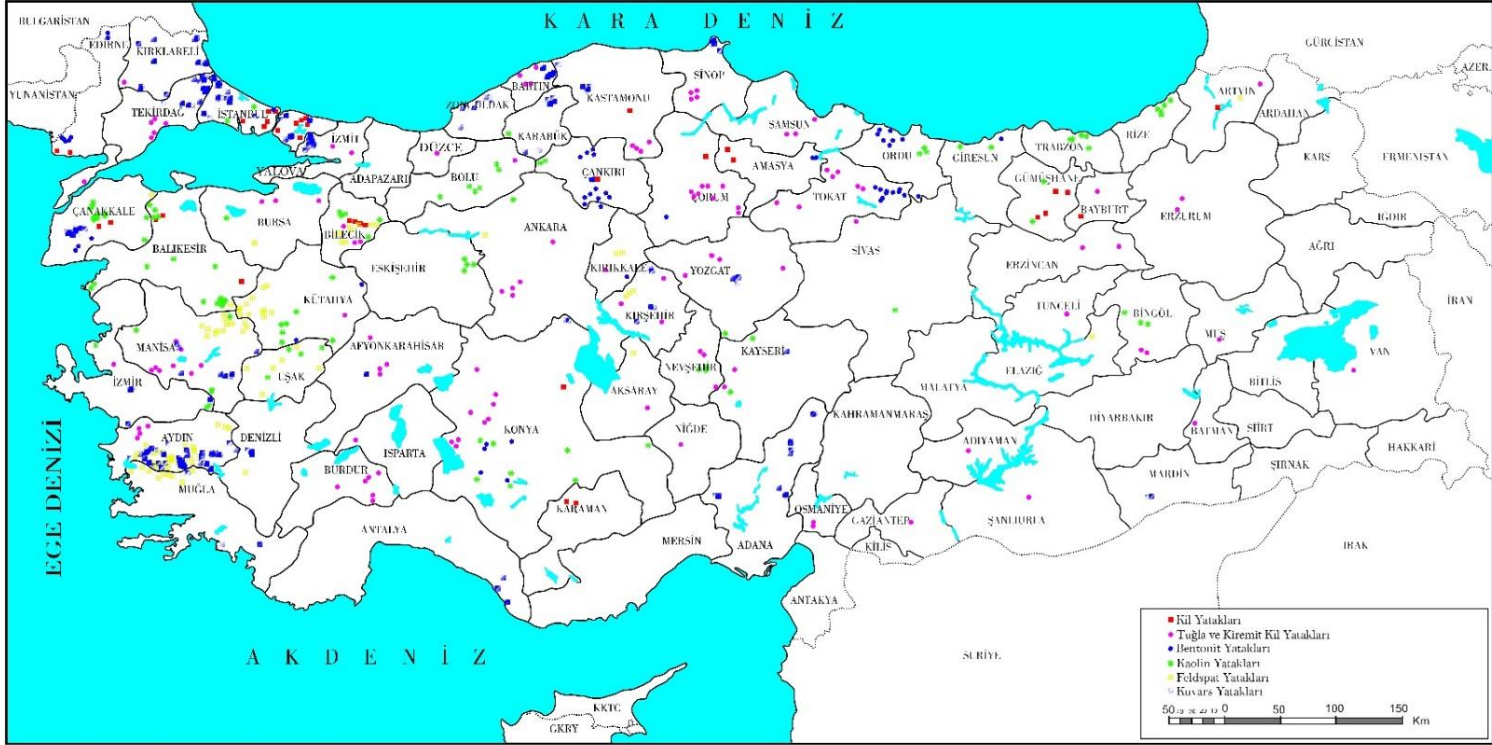 BULGARİSTAN
KARA DENİZ
EDİRNE
KIRKLARELİ
YUNANİSTAN
TEKİRDAĞ
İSTANBUL
İZMİT
YALOVA
ADAPAZARI
DÜZCE
ZONGULDAK
BARTIN
KARABÜK
KASTAMONU
SİNOP
SAMSUN
BOLU
ÇANKIRI
ÇORUM
AMASYA
TOKAT
ORDU
GİRESUN
TRABZON
RİZE
ARTVİN
ARDAHAN
GÜRCİSTAN
AZER.
KARS
ERMENİSTAN
GÜMÜŞHANE
BAYBURT
ERZURUM
IĞDIR
AĞRI
ÇANAKKALE
BALIKESİR
BURSA
BİLECİK
ESKİŞEHİR
KÜTAHYA
ANKARA
KIRIKKALE
YOZGAT
SİVAS
ERZİNCAN
TUNCELİ
BİNGÖL
MUŞ
VAN
İRAN
BİTLİS
KIRŞEHİR
MANİSA
İZMİR
UŞAK
AFYONKARAHİSAR
NEVŞEHİR
KAYSERİ
AKSARAY
MALATYA
ELAZIĞ
DİYARBAKIR
BATMAN
SİİRT
HAKKARİ
ŞIRNAK
MARDİN
EGE DENİZİ
AYDIN
DENİZLİ
MUĞLA
BURDUR
ISPARTA
KONYA
NİĞDE
KAHRAMANMARAŞ
ADIYAMAN
ANTALYA
KARAMAN
MERSİN
ADANA
OSMANİYE
GAZİANTEP
KİLİS
ŞANLIURFA
ANTAKYA
IRAK
SURİYE
AKDENİZ
KKTC
GKRY
Kil Yatakları
Tuğla ve Kiremit Kil Yatakları
Bentonit Yatakları
Kaolin Yatakları
Feldspat Yatakları
Kuvars Yatakları
50 0 50 100 150 Km